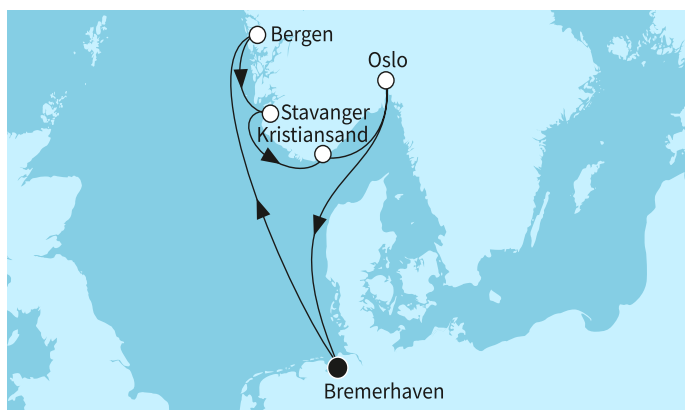 Bergen
Oslo
Stavanger
Kristiansand
Bremerhaven